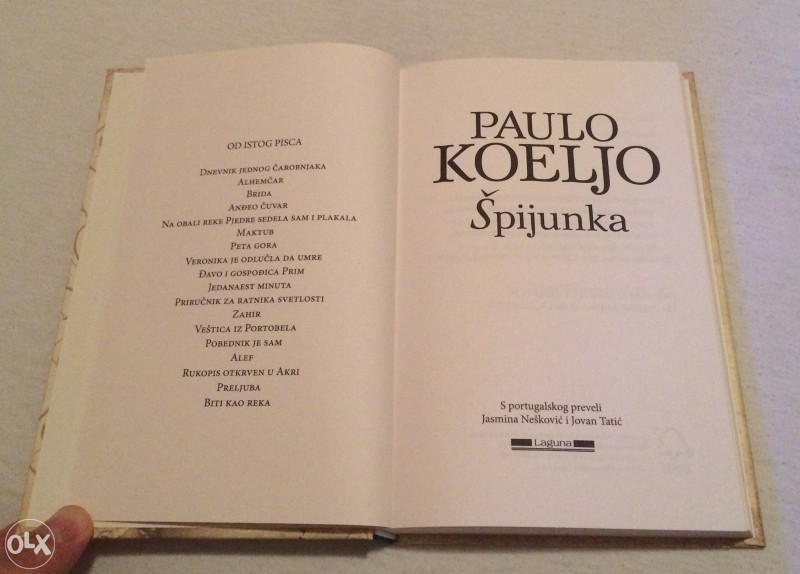 OD ISTOG PISCA
Dnevnik jednog čarobnjaka
Alhemčar
Brida
Anđeo čuvar
Na obali reke Pjedre sedela sam i plakala
Maktub
Peta gora
Veronika je odlučla da umre
Đavo i gospođica Prim
Jedanaest minuta
Priručnik za ratnika svetlosti
Zahir
Veštica iz Portobela
Pobednik je sam
Alef
Rukopis otkrven u Akri
Preljuba
Biti kao reka
PAULO
KOELJO
Špijunka
S portugalskog preveli
Jasmina Nešković i Jovan Tatić
Laguna
OLX